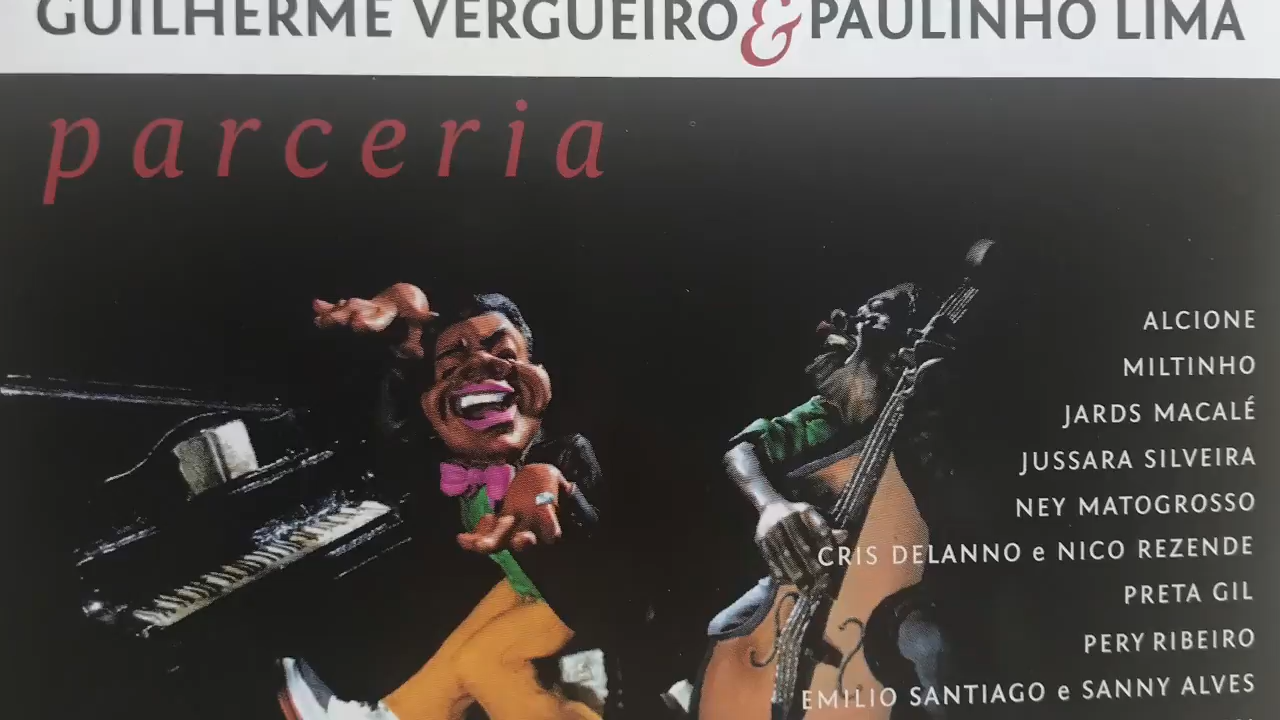 GUILHERME VERGUEIRO & PAULINHO LIMA
parceria
ALCIONE
MILTINHO
JARDS MACALÉ
JUSSARA SILVEIRA
NEY MATOGROSSO
CRIS DELANNO e NICO REZENDE
PRETA GIL
PERY RIBEIRO
EMILIO SANTIAGO e SANNY ALVES